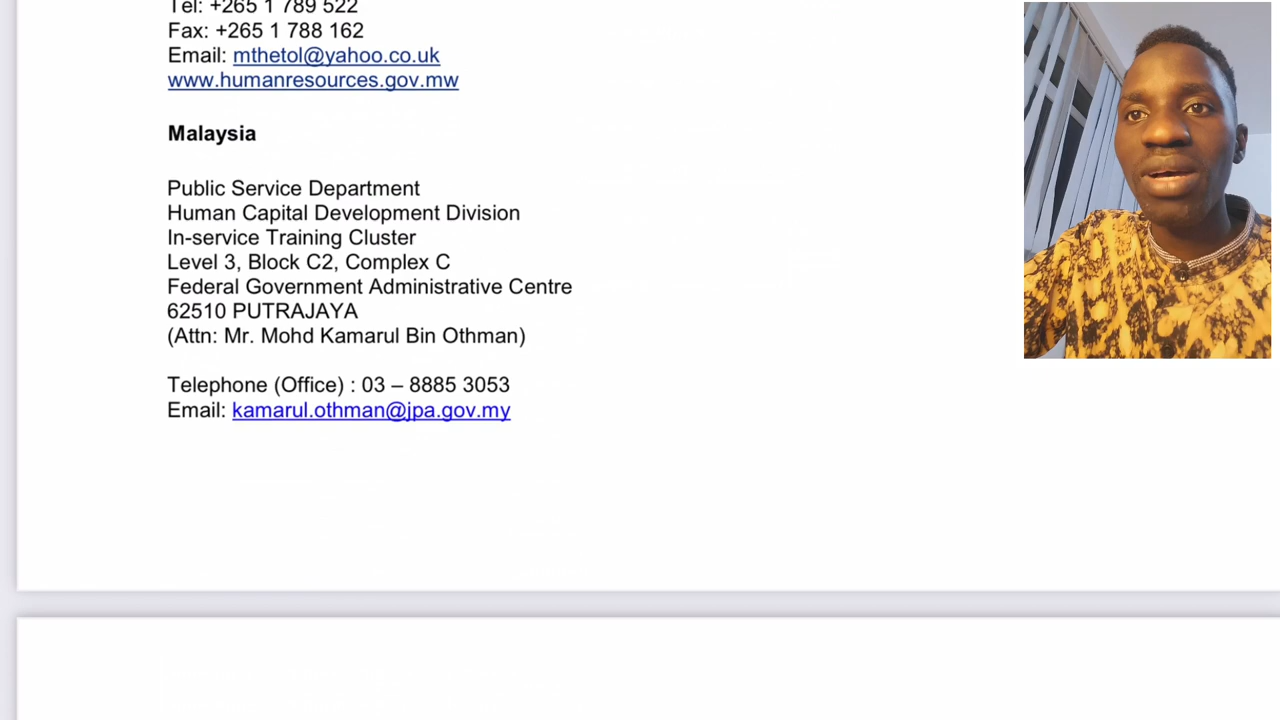 Tel: +265 1 789 522
Fax: +265 1 788 162
Email: mthetol@yahoo.co.uk
www.humanresources.gov.mw
Malaysia
Public Service Department
Human Capital Development Division
In-service Training Cluster
Level 3, Block C2, Complex C
Federal Government Administrative Centre
62510 PUTRAJAYA
(Attn: Mr. Mohd Kamarul Bin Othman)
Telephone (Office) : 03 – 8885 3053
Email: kamarul.othman@jpa.gov.my